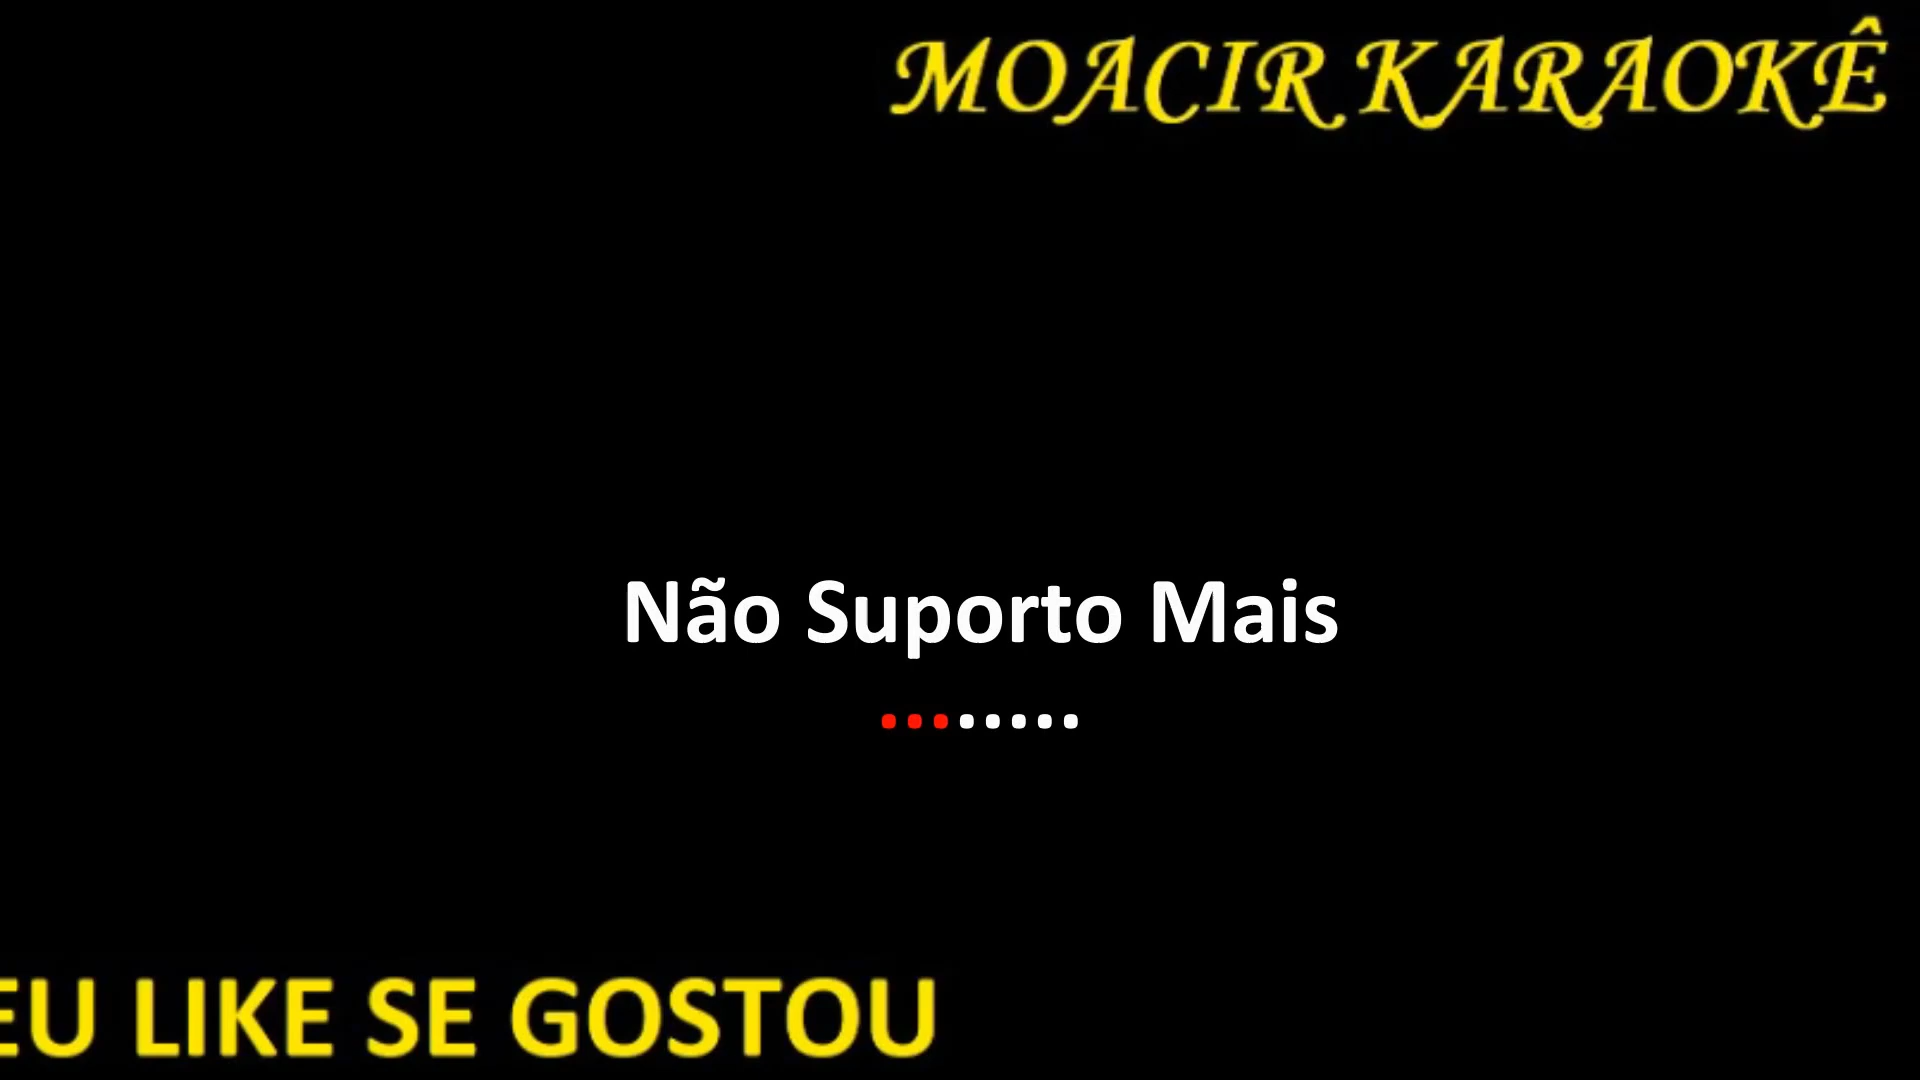 MOACIR KARAOKÊ
Não Suporto Mais
........
EU LIKE SE GOSTOU